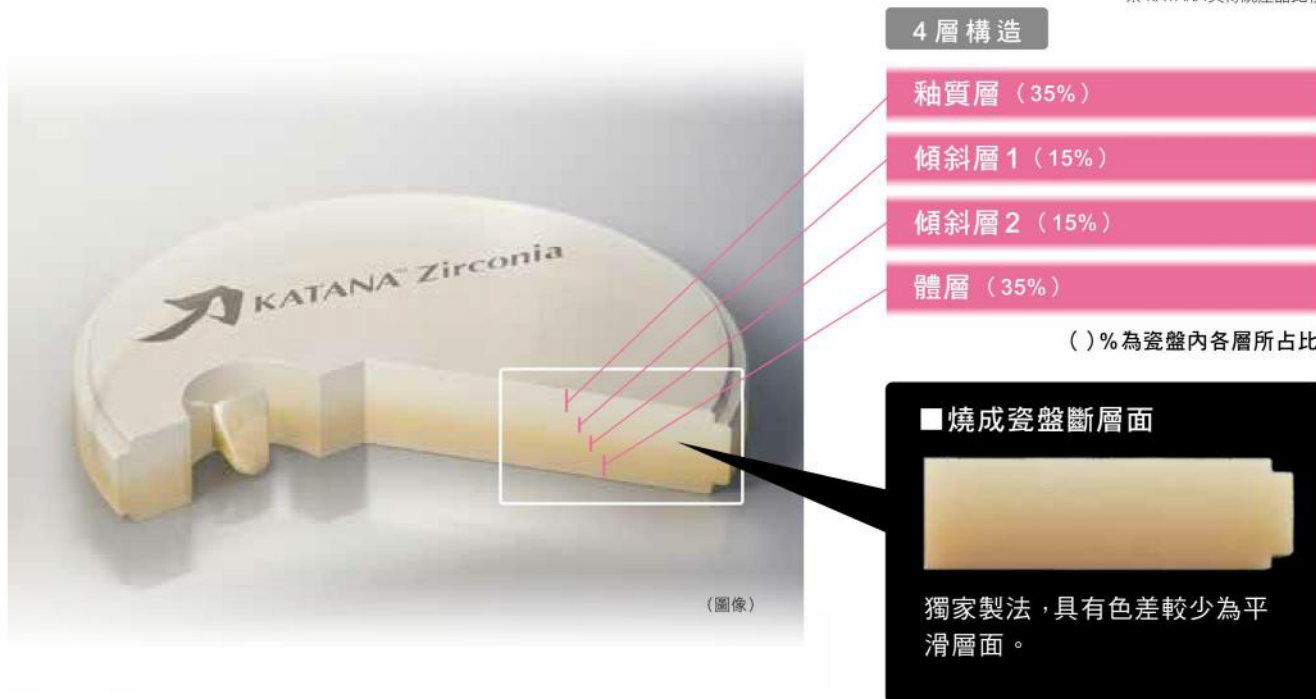 4層構造
釉質層（35%）
傾斜層1（15%）
傾斜層2（15%）
體層（35%）
( )%為瓷盤內各層所占比
KATANA™ Zirconia
■燒成瓷盤斷層面
（圖像）
獨家製法，具有色差較少為平
滑層面。